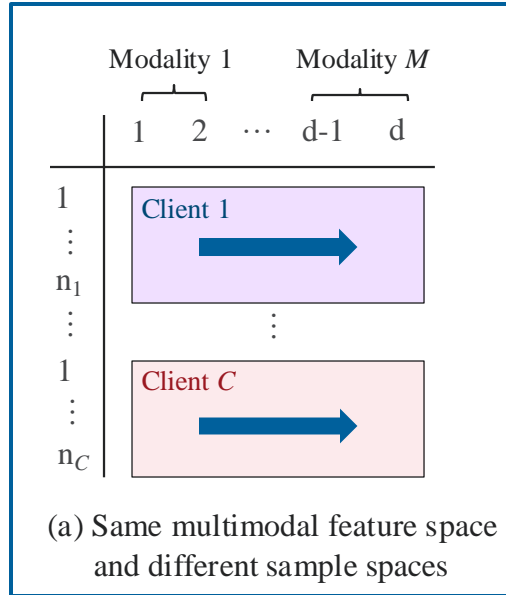 Modality 1 Modality M
1 2 ⋯ d-1 d
1
⋮
n₁
⋮
1
⋮
n_C
Client 1
⋮
Client C
(a) Same multimodal feature space
and different sample spaces